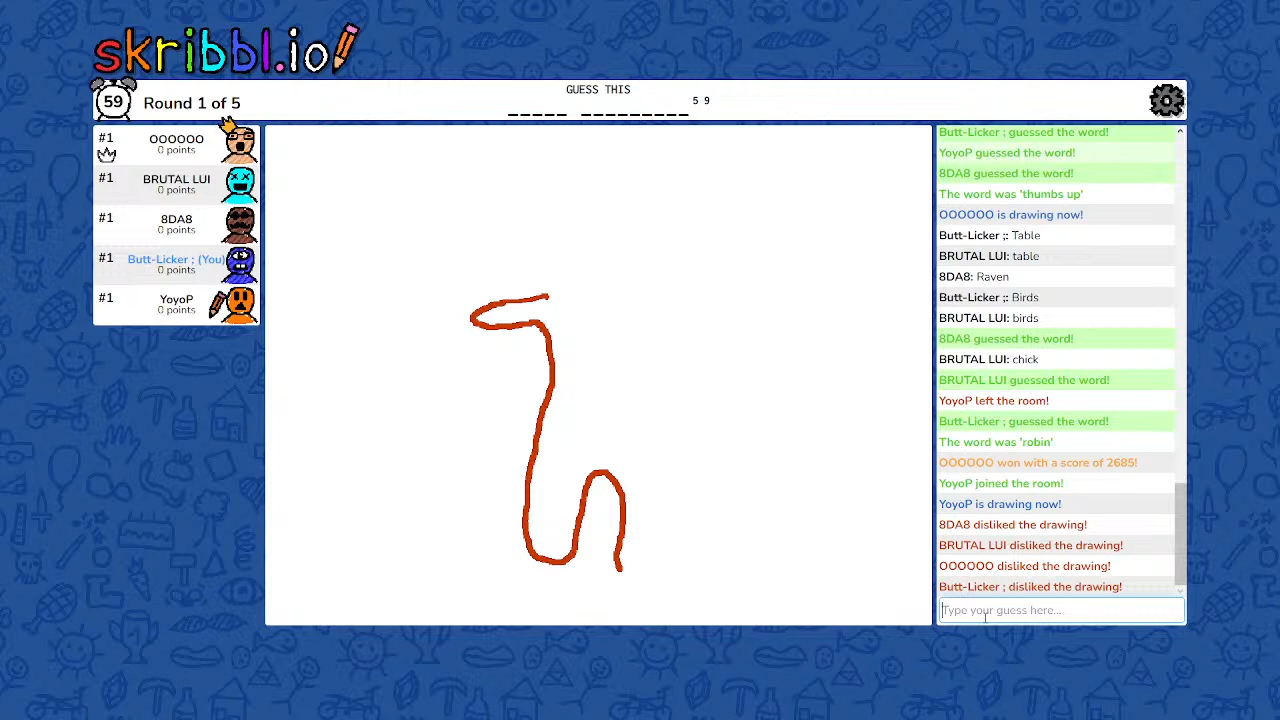 skribbl.io
59
Round 1 of 5
GUESS THIS
_____ _________ 5 9
#1
OOOOOO
0 points
#1
BRUTAL LUI
0 points
#1
8DA8
0 points
#1
Butt-Licker ; (You)
0 points
#1
YoyoP
0 points
Butt-Licker ; guessed the word!
YoyoP guessed the word!
8DA8 guessed the word!
The word was 'thumbs up'
OOOOOO is drawing now!
Butt-Licker ;: Table
BRUTAL LUI: table
8DA8: Raven
Butt-Licker ;: Birds
BRUTAL LUI: birds
8DA8 guessed the word!
BRUTAL LUI: chick
BRUTAL LUI guessed the word!
YoyoP left the room!
Butt-Licker ; guessed the word!
The word was 'robin'
OOOOOO won with a score of 2685!
YoyoP joined the room!
YoyoP is drawing now!
8DA8 disliked the drawing!
BRUTAL LUI disliked the drawing!
OOOOOO disliked the drawing!
Butt-Licker ; disliked the drawing!
Type your guess here...